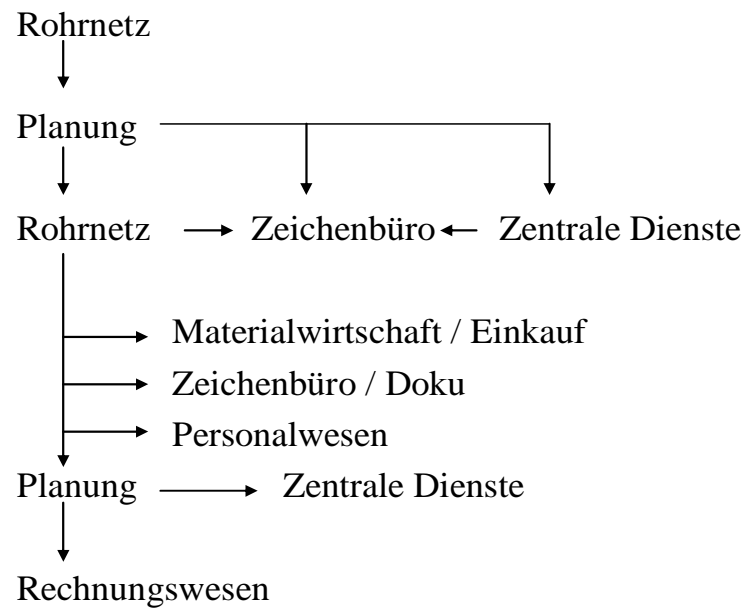 Rohrnetz
Planung
Rohrnetz Zeichenbüro Zentrale Dienste
Materialwirtschaft / Einkauf
Zeichenbüro / Doku
Personalwesen
Planung Zentrale Dienste
Rechnungswesen